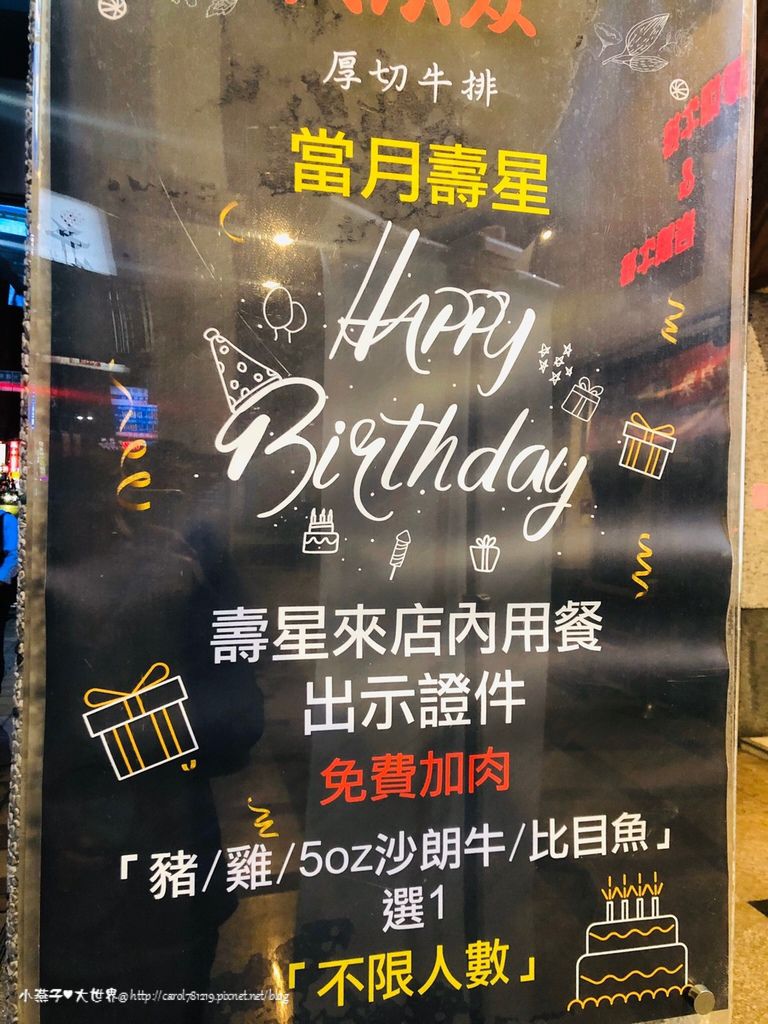 厚切牛排
當月壽星
Happy
Birthday
壽星來店內用餐
出示證件
免費加肉
「豬/雞/5oz沙朗牛/比目魚」
選1
「不限人數」
小燕子♥大世界@http://carol781219.pixnet.net/blog